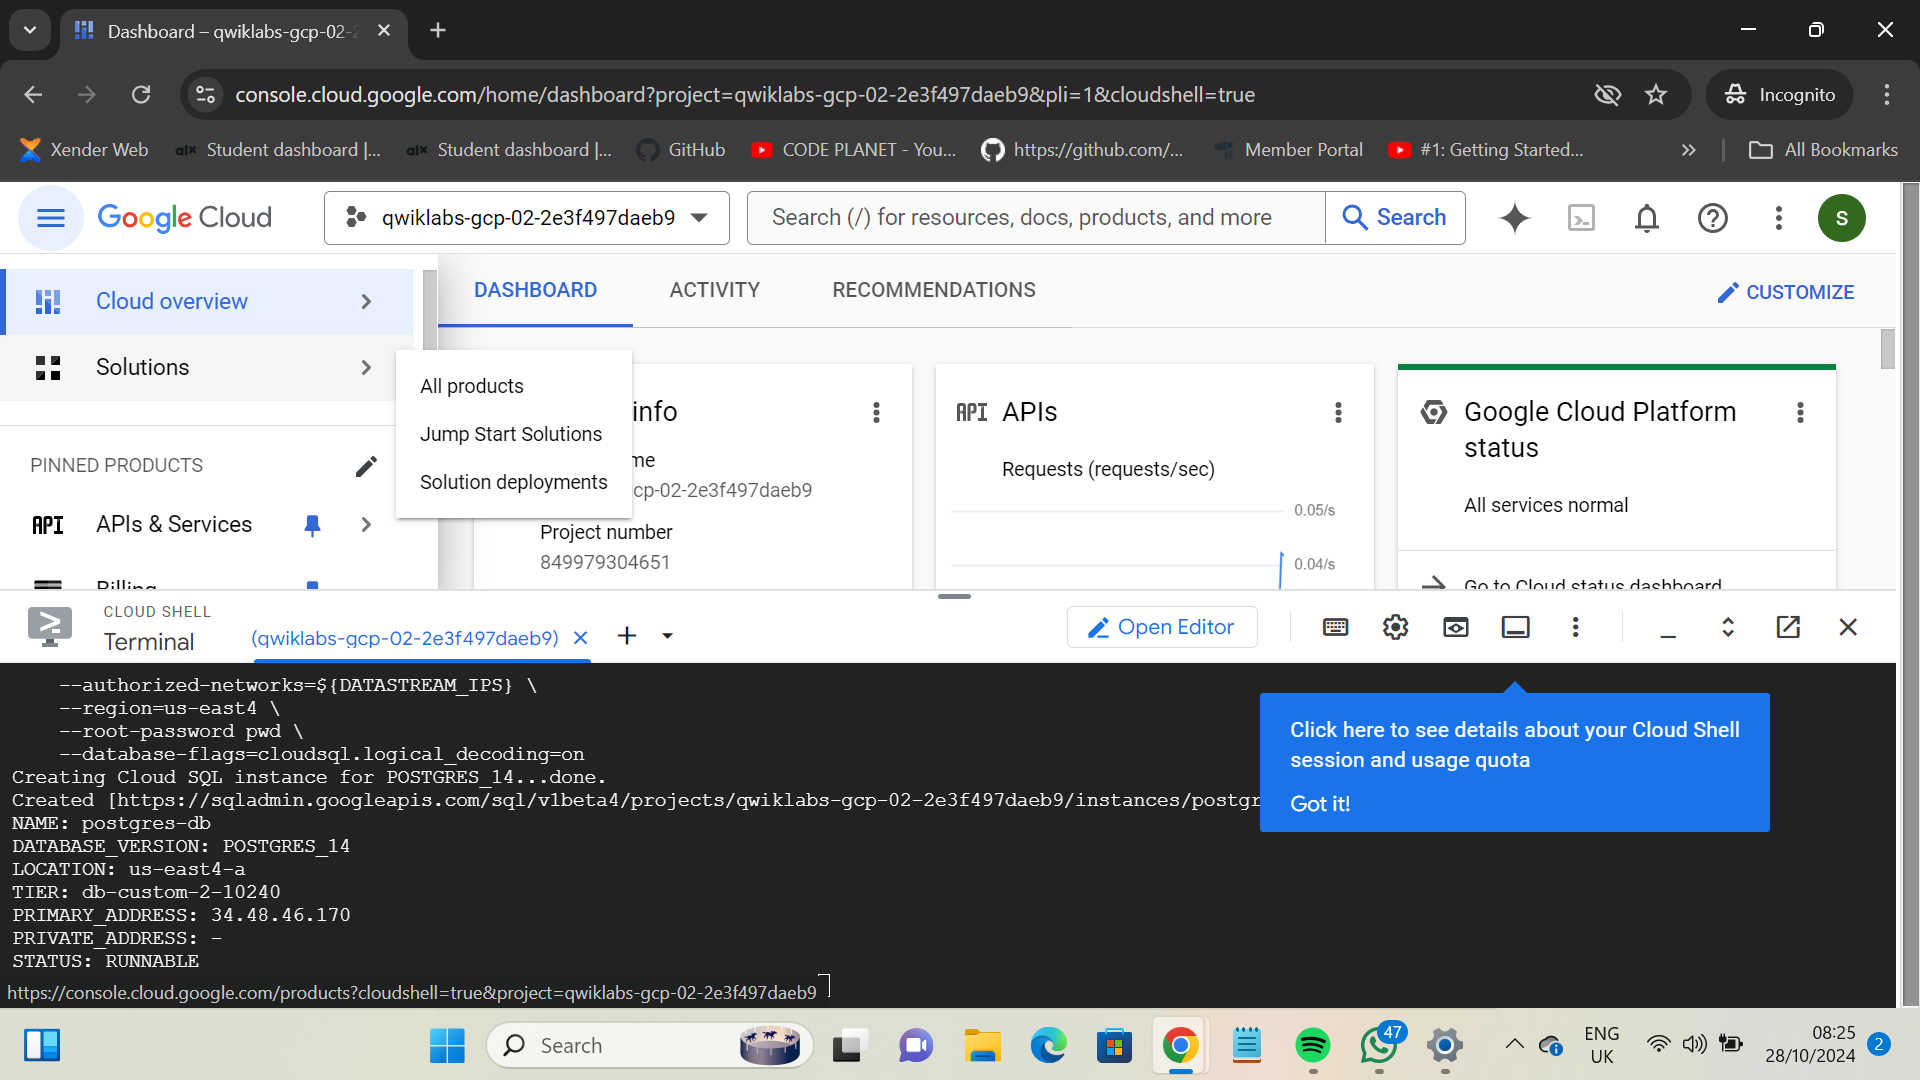 Dashboard – qwiklabs-gcp-02-2
console.cloud.google.com/home/dashboard?project=qwiklabs-gcp-02-2e3f497daeb9&pli=1&cloudshell=true
Incognito
Xender Web
alx Student dashboard |...
alx Student dashboard |...
GitHub
CODE PLANET - You...
https://github.com/...
Member Portal
#1: Getting Started...
»
All Bookmarks
Google Cloud
qwiklabs-gcp-02-2e3f497daeb9
Search (/) for resources, docs, products, and more
Search
S
Cloud overview
Solutions
DASHBOARD
ACTIVITY
RECOMMENDATIONS
CUSTOMIZE
All products
Jump Start Solutions
Solution deployments
PINNED PRODUCTS
API APIs & Services
Billing
info
me
cp-02-2e3f497daeb9
Project number
849979304651
API APIs
Requests (requests/sec)
0.05/s
0.04/s
Google Cloud Platform
status
All services normal
Go to Cloud status dashboard
CLOUD SHELL
Terminal
(qwiklabs-gcp-02-2e3f497daeb9)
Open Editor
--authorized-networks=${DATASTREAM_IPS} \
--region=us-east4 \
--root-password pwd \
--database-flags=cloudsql.logical_decoding=on
Creating Cloud SQL instance for POSTGRES_14...done.
Created [https://sqladmin.googleapis.com/sql/v1beta4/projects/qwiklabs-gcp-02-2e3f497daeb9/instances/postgr
NAME: postgres-db
DATABASE_VERSION: POSTGRES_14
LOCATION: us-east4-a
TIER: db-custom-2-10240
PRIMARY_ADDRESS: 34.48.46.170
PRIVATE_ADDRESS: -
STATUS: RUNNABLE
Click here to see details about your Cloud Shell
session and usage quota
Got it!
https://console.cloud.google.com/products?cloudshell=true&project=qwiklabs-gcp-02-2e3f497daeb9
Search
47
ENG
UK
08:25
28/10/2024
2